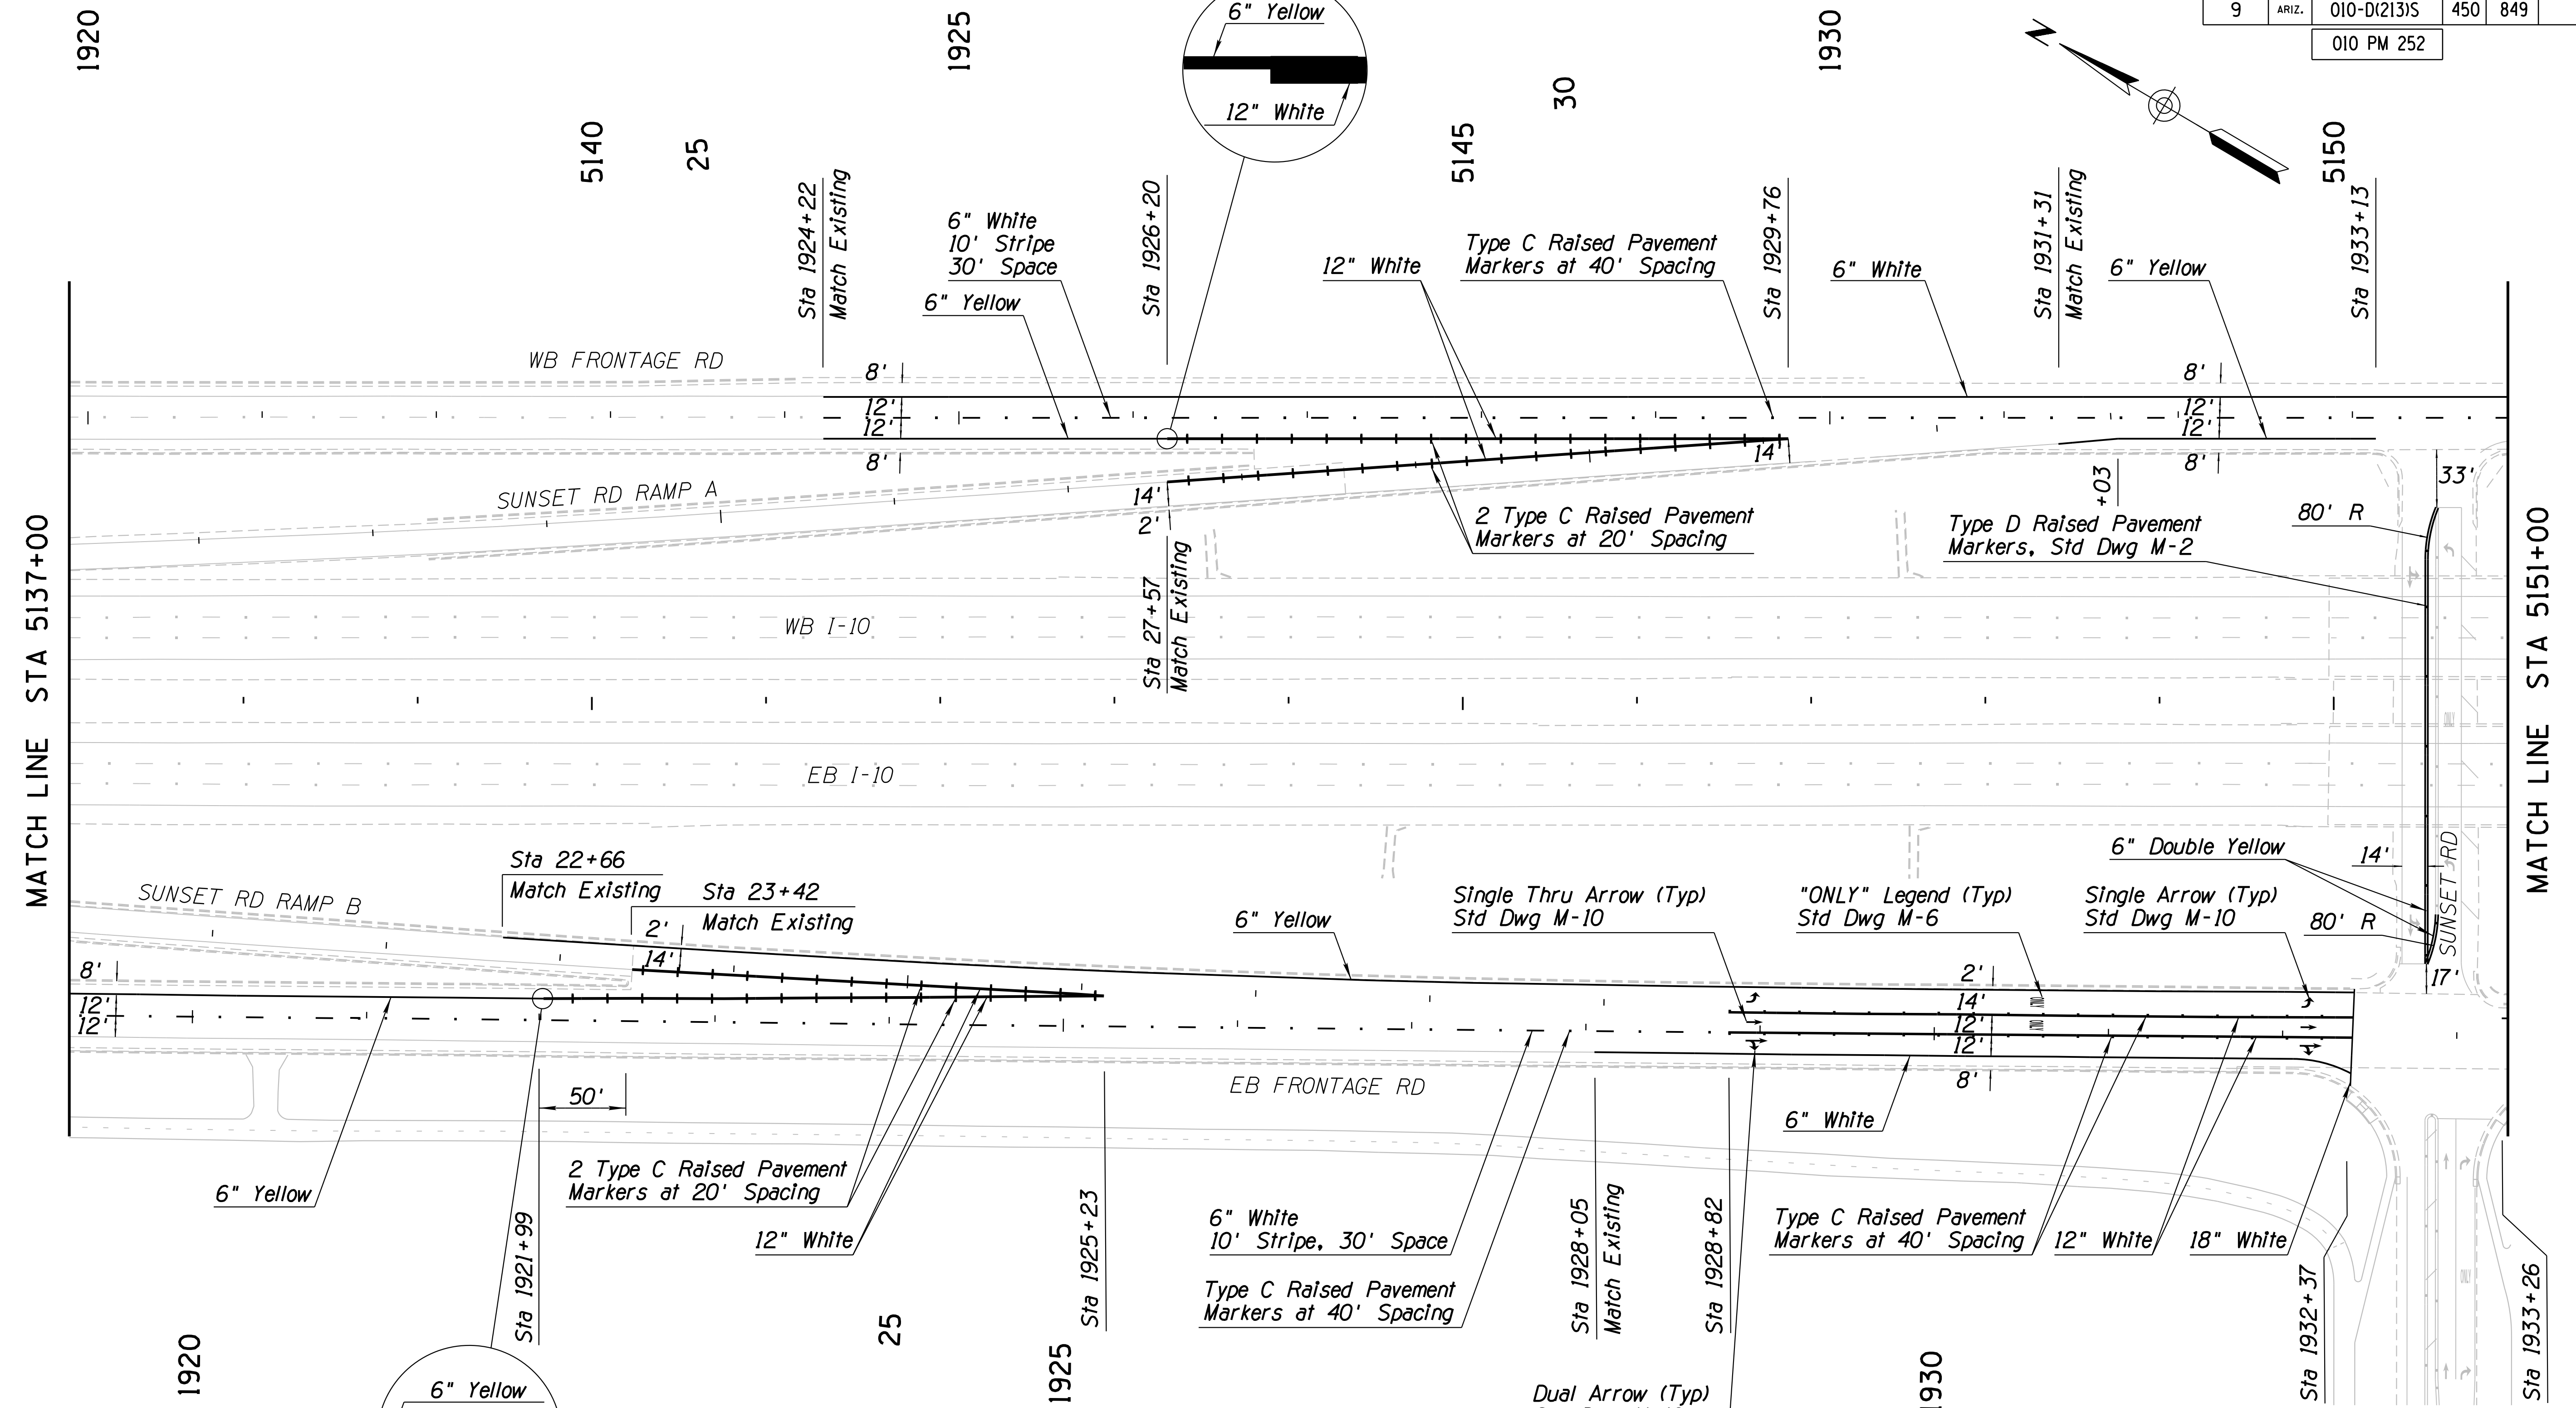 9 ARIZ. 010-D(213)S 450 849
010 PM 252
1920
1925
1930
6" Yellow
12" White
N
5140
25
5145
30
5150
Sta 1924+22
Match Existing
6" White
10' Stripe
30' Space
6" Yellow
Sta 1926+20
12" White
Type C Raised Pavement
Markers at 40' Spacing
Sta 1929+76
6" White
Sta 1931+31
Match Existing
6" Yellow
Sta 1933+13
WB FRONTAGE RD
8'
12'
12'
8'
8'
12'
12'
8'
SUNSET RD RAMP A
14'
2'
14'
2 Type C Raised Pavement
Markers at 20' Spacing
+03
33'
80' R
Type D Raised Pavement
Markers, Std Dwg M-2
Sta 27+57
Match Existing
MATCH LINE STA 5137+00
MATCH LINE STA 5151+00
WB I-10
EB I-10
ONLY
Sta 22+66
Match Existing
Sta 23+42
Match Existing
SUNSET RD RAMP B
2'
14'
8'
12'
12'
6" Yellow
Single Thru Arrow (Typ)
Std Dwg M-10
"ONLY" Legend (Typ)
Std Dwg M-6
Single Arrow (Typ)
Std Dwg M-10
6" Double Yellow
14'
80' R
SUNSET RD
17'
2'
14'
12'
12'
8'
ONLY
ONLY
50'
EB FRONTAGE RD
6" White
6" Yellow
Sta 1921+99
2 Type C Raised Pavement
Markers at 20' Spacing
12" White
Sta 1925+23
6" White
10' Stripe, 30' Space
Type C Raised Pavement
Markers at 40' Spacing
Sta 1928+05
Match Existing
Sta 1928+82
Type C Raised Pavement
Markers at 40' Spacing
12" White
18" White
Sta 1932+37
Sta 1933+26
ONLY
1920
25
1925
1930
6" Yellow
Dual Arrow (Typ)